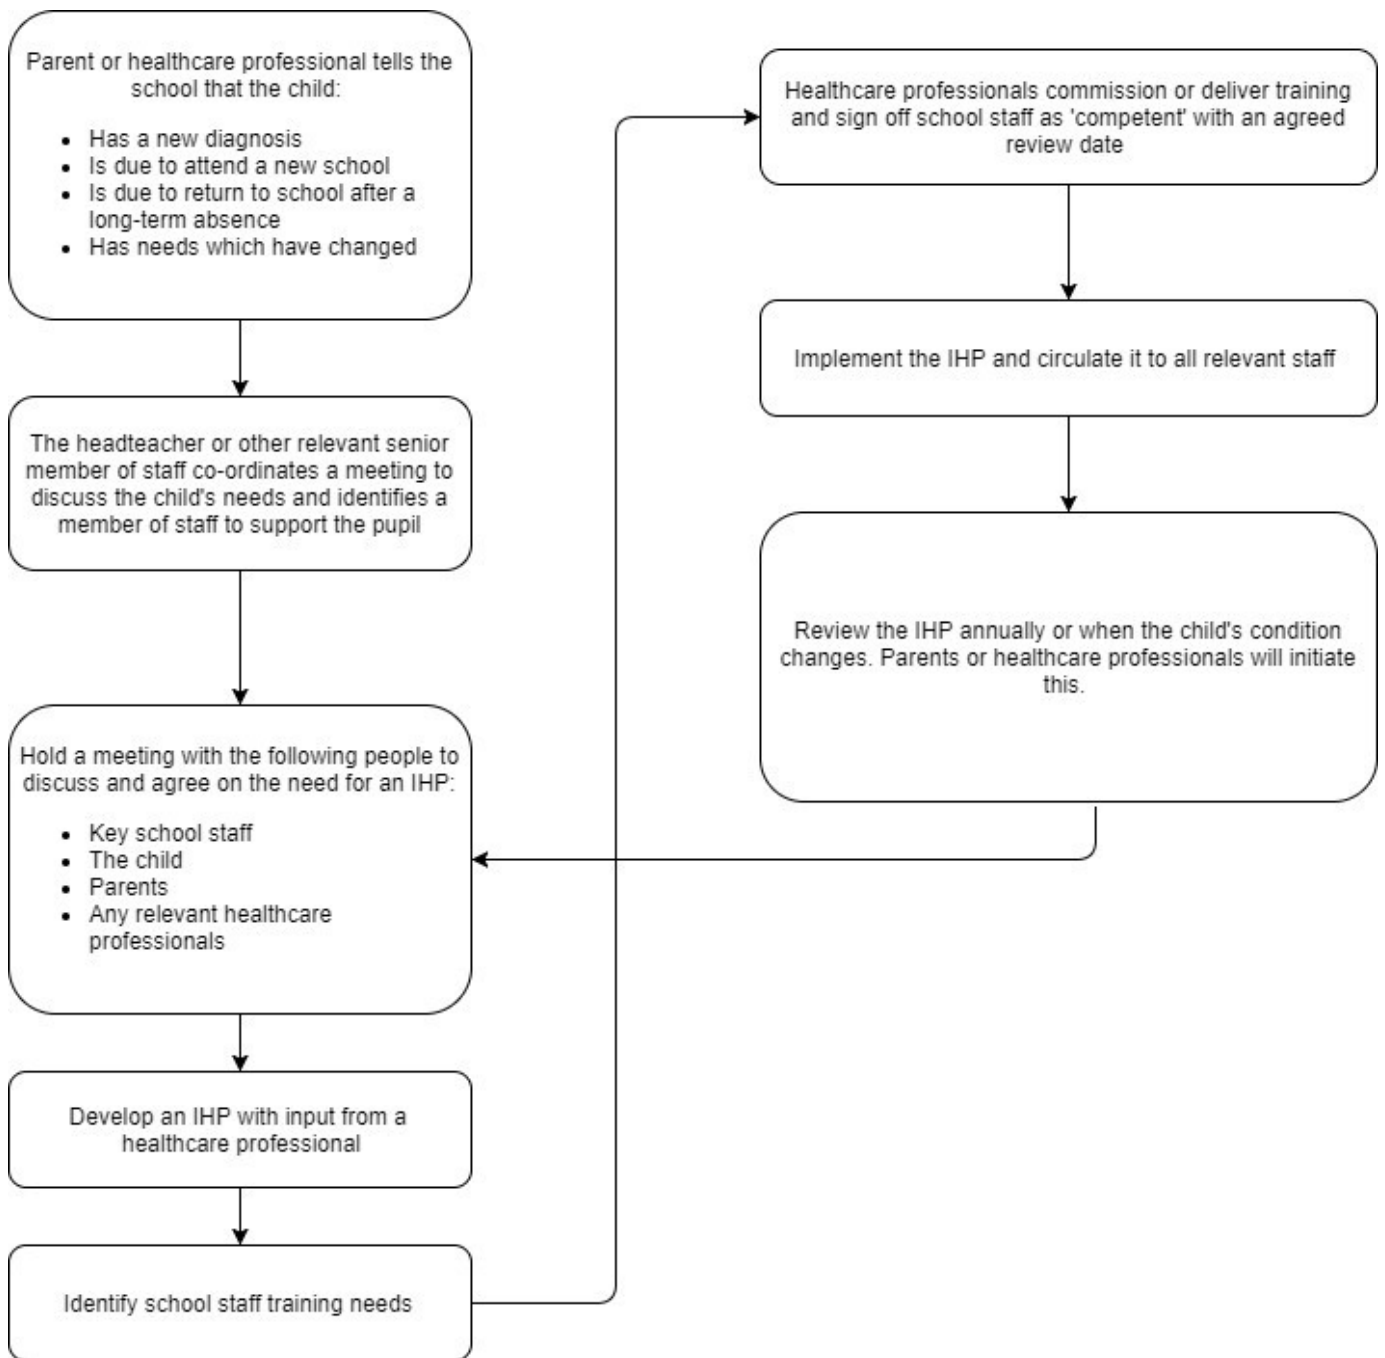 Parent or healthcare professional tells the
school that the child:
• Has a new diagnosis
• Is due to attend a new school
• Is due to return to school after a
long-term absence
• Has needs which have changed
The headteacher or other relevant senior
member of staff co-ordinates a meeting to
discuss the child's needs and identifies a
member of staff to support the pupil
Hold a meeting with the following people to
discuss and agree on the need for an IHP:
• Key school staff
• The child
• Parents
• Any relevant healthcare
professionals
Develop an IHP with input from a
healthcare professional
Identify school staff training needs
Healthcare professionals commission or deliver training
and sign off school staff as 'competent' with an agreed
review date
Implement the IHP and circulate it to all relevant staff
Review the IHP annually or when the child's condition
changes. Parents or healthcare professionals will initiate
this.